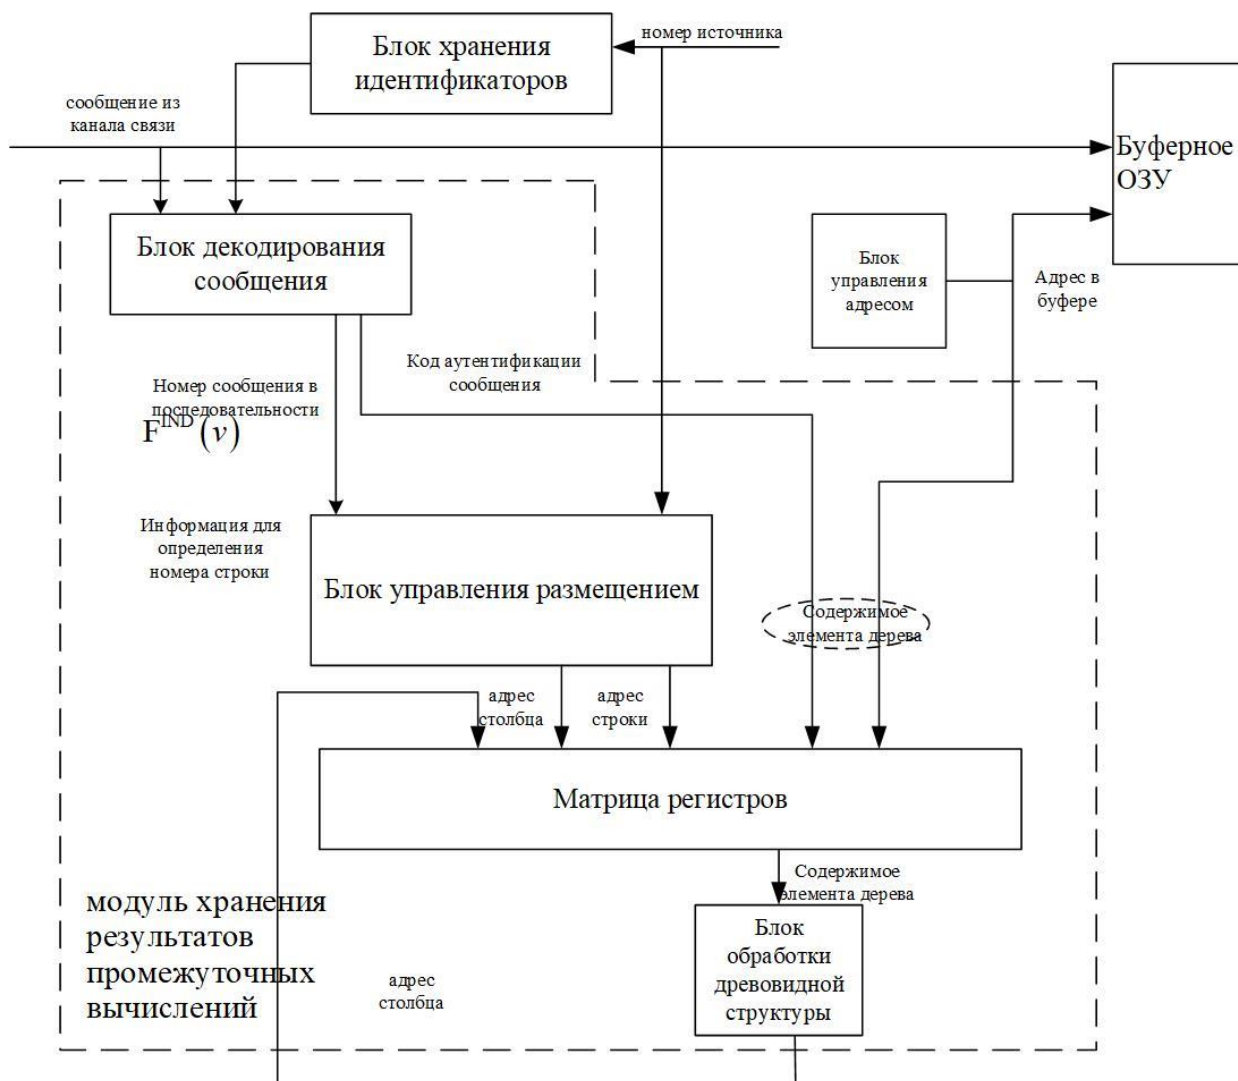 номер источника
Блок хранения
идентификаторов
сообщение из
канала связи
Буферное
ОЗУ
Блок декодирования
сообщения
Блок
управления
адресом
Адрес в
буфере
Код аутентификации
сообщения
Номер сообщения в
последовательности
F^IND (v)
Информация для
определения
номера строки
Блок управления размещением
Содержимое
элемента дерева
адрес
столбца
адрес
строки
Матрица регистров
Содержимое
элемента дерева
модуль хранения
результатов
промежуточных
вычислений
адрес
столбца
Блок
обработки
древовидной
структуры